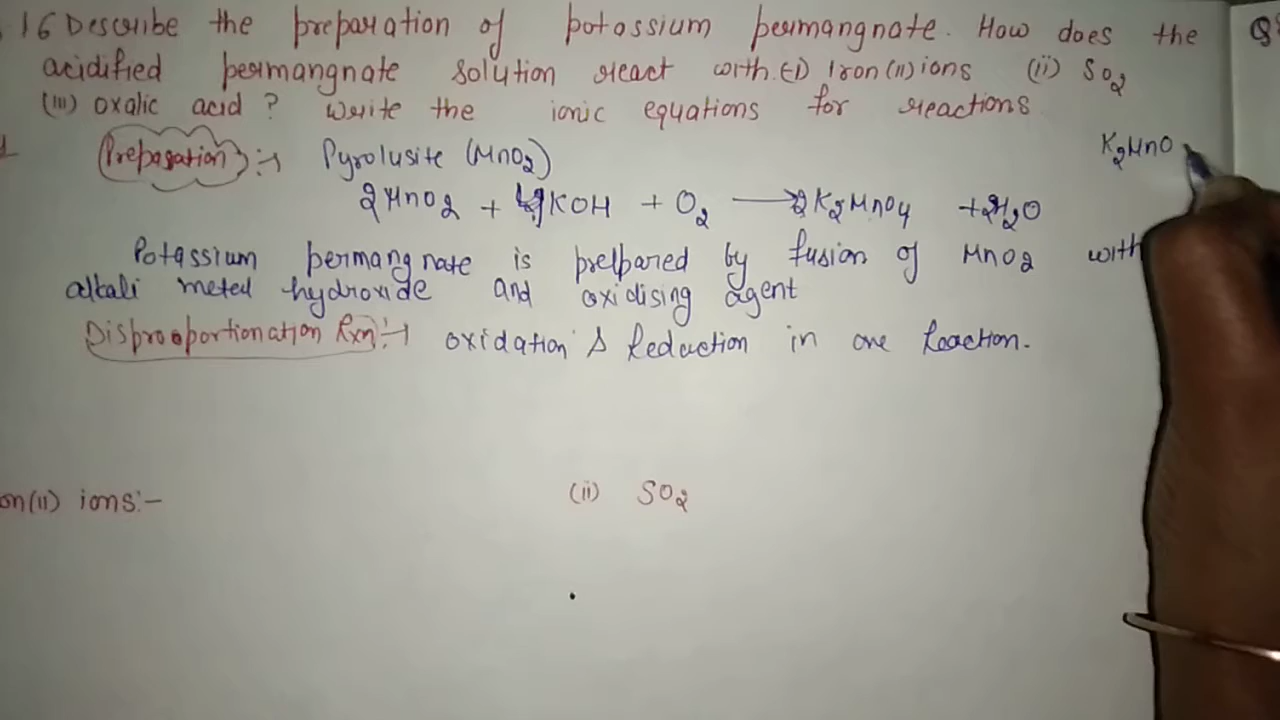 16 Describe the preparation of potossium permangnate. How does the
acidified permangnate solution react with. (I) Iron (II) ions (ii) SO2
(III) oxalic acid ? Write the ionic equations for reactions
Preparation :→ Pyrolusite (MnO2)
K2MnO
2MnO2 + 4KOH + O2 → 2K2MnO4 + 2H2O
Potassium permangnate is prelpared by fusion of MnO2 with
alkali metal hydroxide and oxidising agent
Disproportionation Rxn :→ oxidation & Reduction in one Reaction.
on(II) ions:-
(ii) SO2